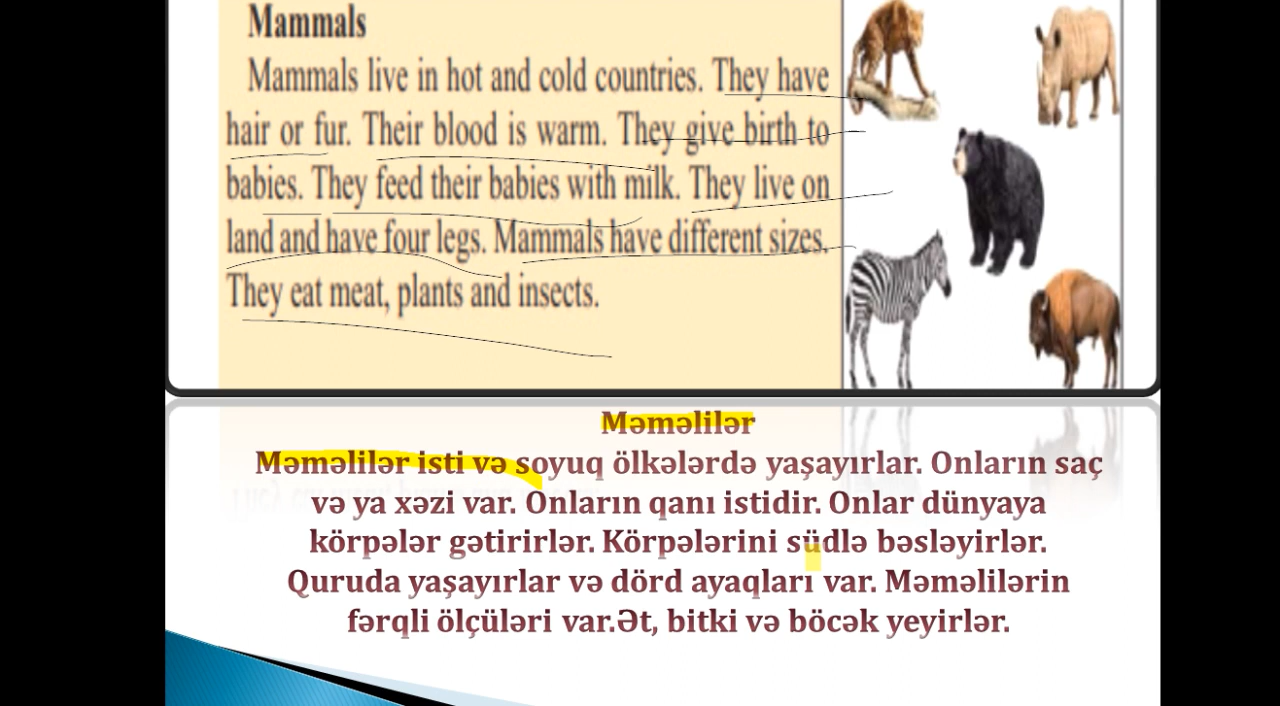 Mammals
Mammals live in hot and cold countries. They have
hair or fur. Their blood is warm. They give birth to
babies. They feed their babies with milk. They live on
land and have four legs. Mammals have different sizes.
They eat meat, plants and insects.
Məməlilər
Məməlilər isti və soyuq ölkələrdə yaşayırlar. Onların saç
və ya xəzi var. Onların qanı istidir. Onlar dünyaya
körpələr gətirirlər. Körpələrini südlə bəsləyirlər.
Quruda yaşayırlar və dörd ayaqları var. Məməlilərin
fərqli ölçüləri var.Ət, bitki və böcək yeyirlər.